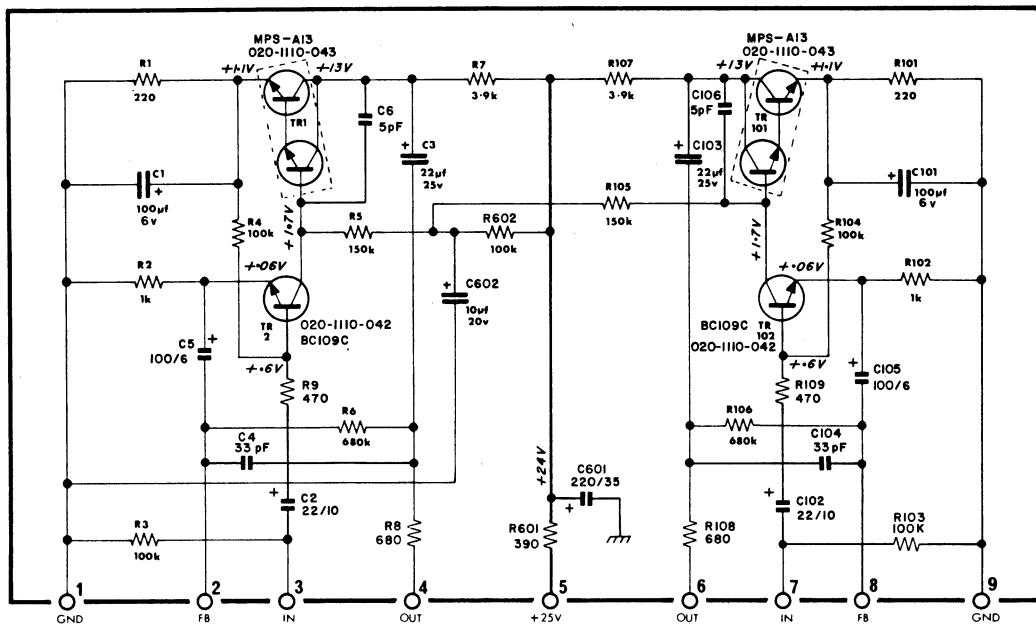 MPS-A13
020-1110-043
MPS-A13
020-1110-043
R1
220
+1.1V
+13V
R7
3.9k
R107
3.9k
+13V
+1.1V
R101
220
TR1
C6
5pF
C3
22µf
25v
C106
5pF
C103
22µf
25v
TR
101
C1
100µf
6v
R4
100k
+1.7V
R5
150k
R602
100k
R105
150k
+1.7V
R104
100k
C101
100µf
6v
R2
1k
+.06V
TR
2
020-1110-042
BC109C
C602
10µf
20v
+.06V
R102
1k
BC109C
TR
102
020-1110-042
C5
100/6
+.6V
R9
470
+.6V
R109
470
C105
100/6
R6
680k
C4
33pF
R106
680k
C104
33pF
+24V
C601
220/35
C2
22/10
C102
22/10
R3
100k
R8
680
R601
390
R108
680
R103
100K
1
2
3
4
5
6
7
8
9
GND
FB
IN
OUT
+25V
OUT
IN
FB
GND